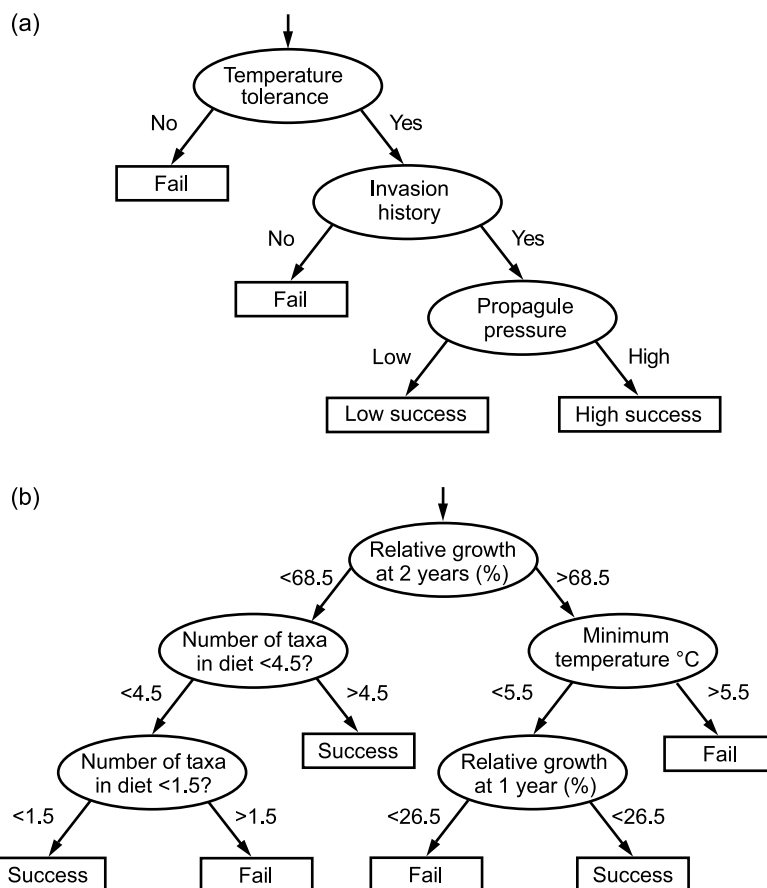 (a)
Temperature
tolerance
No
Yes
Fail
Invasion
history
No
Yes
Fail
Propagule
pressure
Low
High
Low success
High success
(b)
Relative growth
at 2 years (%)
<68.5
>68.5
Number of taxa
in diet <4.5?
Minimum
temperature °C
<4.5
>4.5
<5.5
>5.5
Success
Fail
Number of taxa
in diet <1.5?
Relative growth
at 1 year (%)
<1.5
>1.5
<26.5
<26.5
Success
Fail
Fail
Success